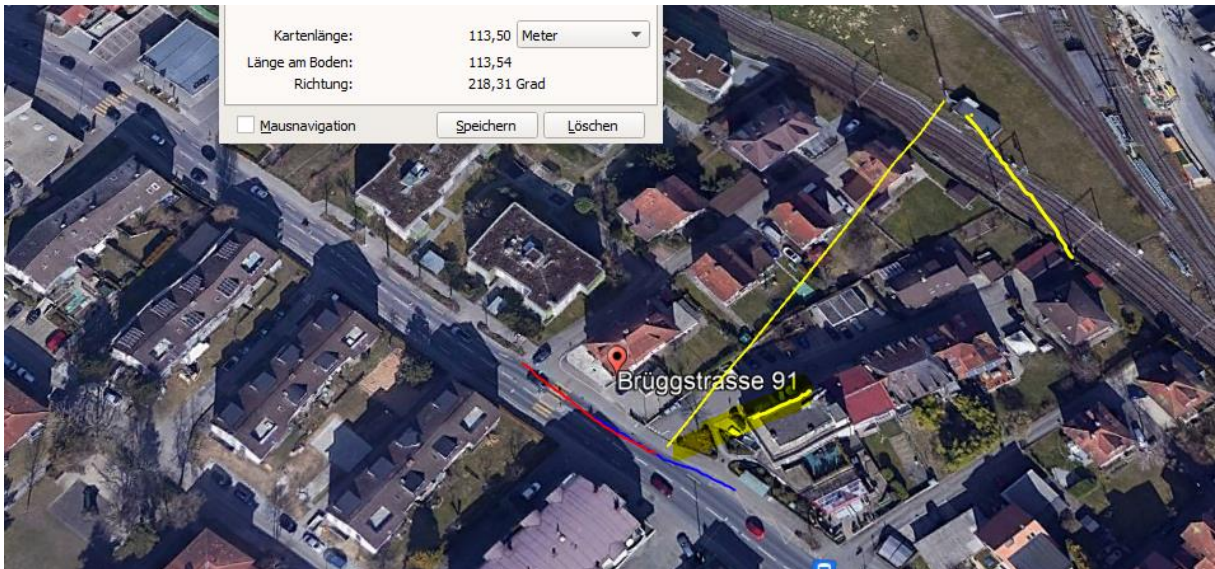 Kartenlänge: 113,50 Meter
Länge am Boden: 113,54
Richtung: 218,31 Grad
Mausnavigation Speichern Löschen
Brüggstrasse 91